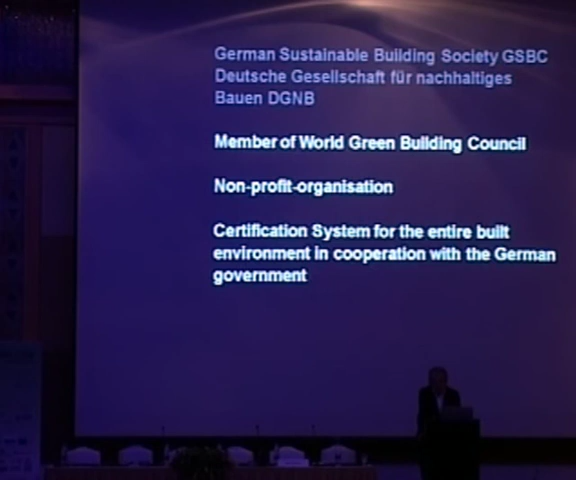 German Sustainable Building Society GSBC
Deutsche Gesellschaft für nachhaltiges
Bauen DGNB
Member of World Green Building Council
Non-profit-organisation
Certification System for the entire built
environment in cooperation with the German
government